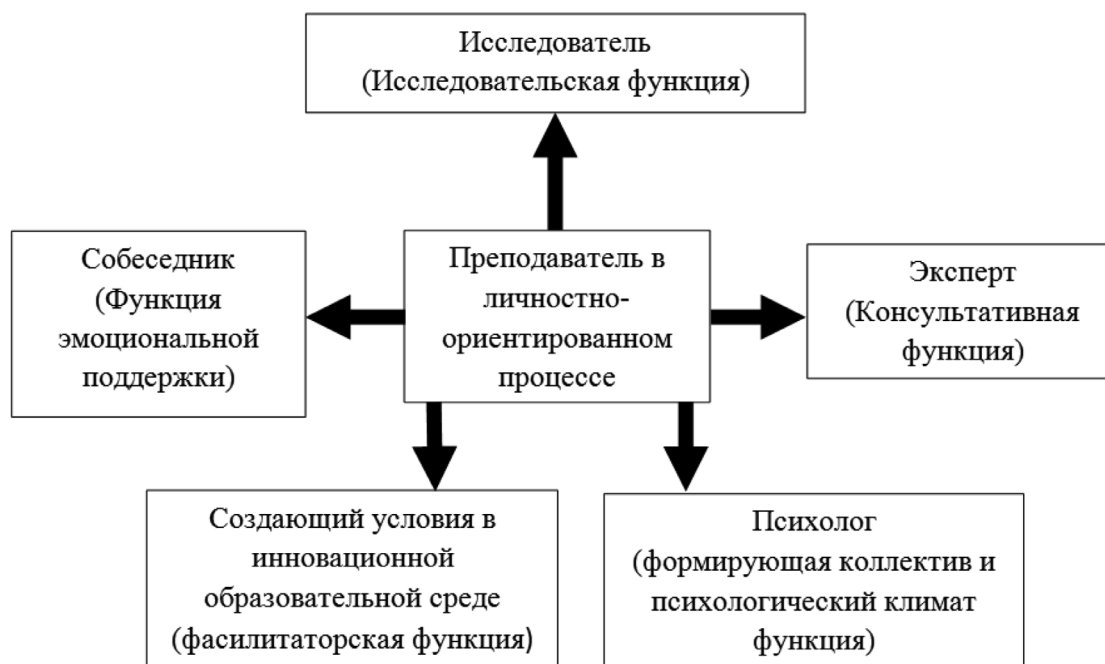 Исследователь
(Исследовательская функция)
Собеседник
(Функция
эмоциональной
поддержки)
Преподаватель в
личностно-
ориентированном
процессе
Эксперт
(Консультативная
функция)
Создающий условия в
инновационной
образовательной среде
(фасилитаторская функция)
Психолог
(формирующая коллектив и
психологический климат
функция)